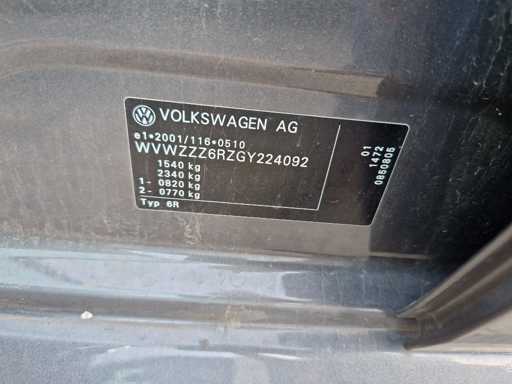 VOLKSWAGEN AG
e1*2001/116*0510
WVWZZZ6RZGY224092
1540 kg
2340 kg
1- 0820 kg
2- 0770 kg
Typ 6R
01
1472
0850805